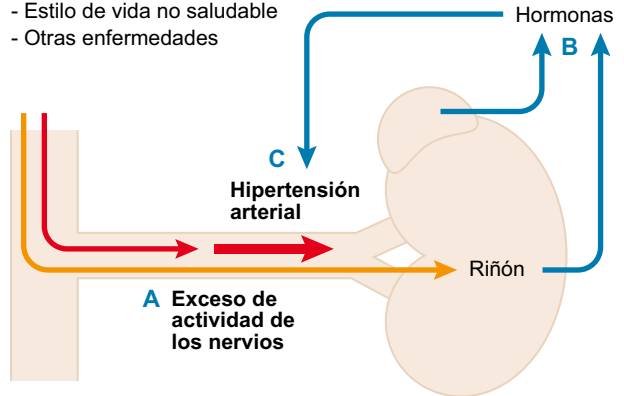 - Estilo de vida no saludable
- Otras enfermedades
Hormonas
B
C
Hipertensión
arterial
Riñón
A Exceso de
actividad de
los nervios